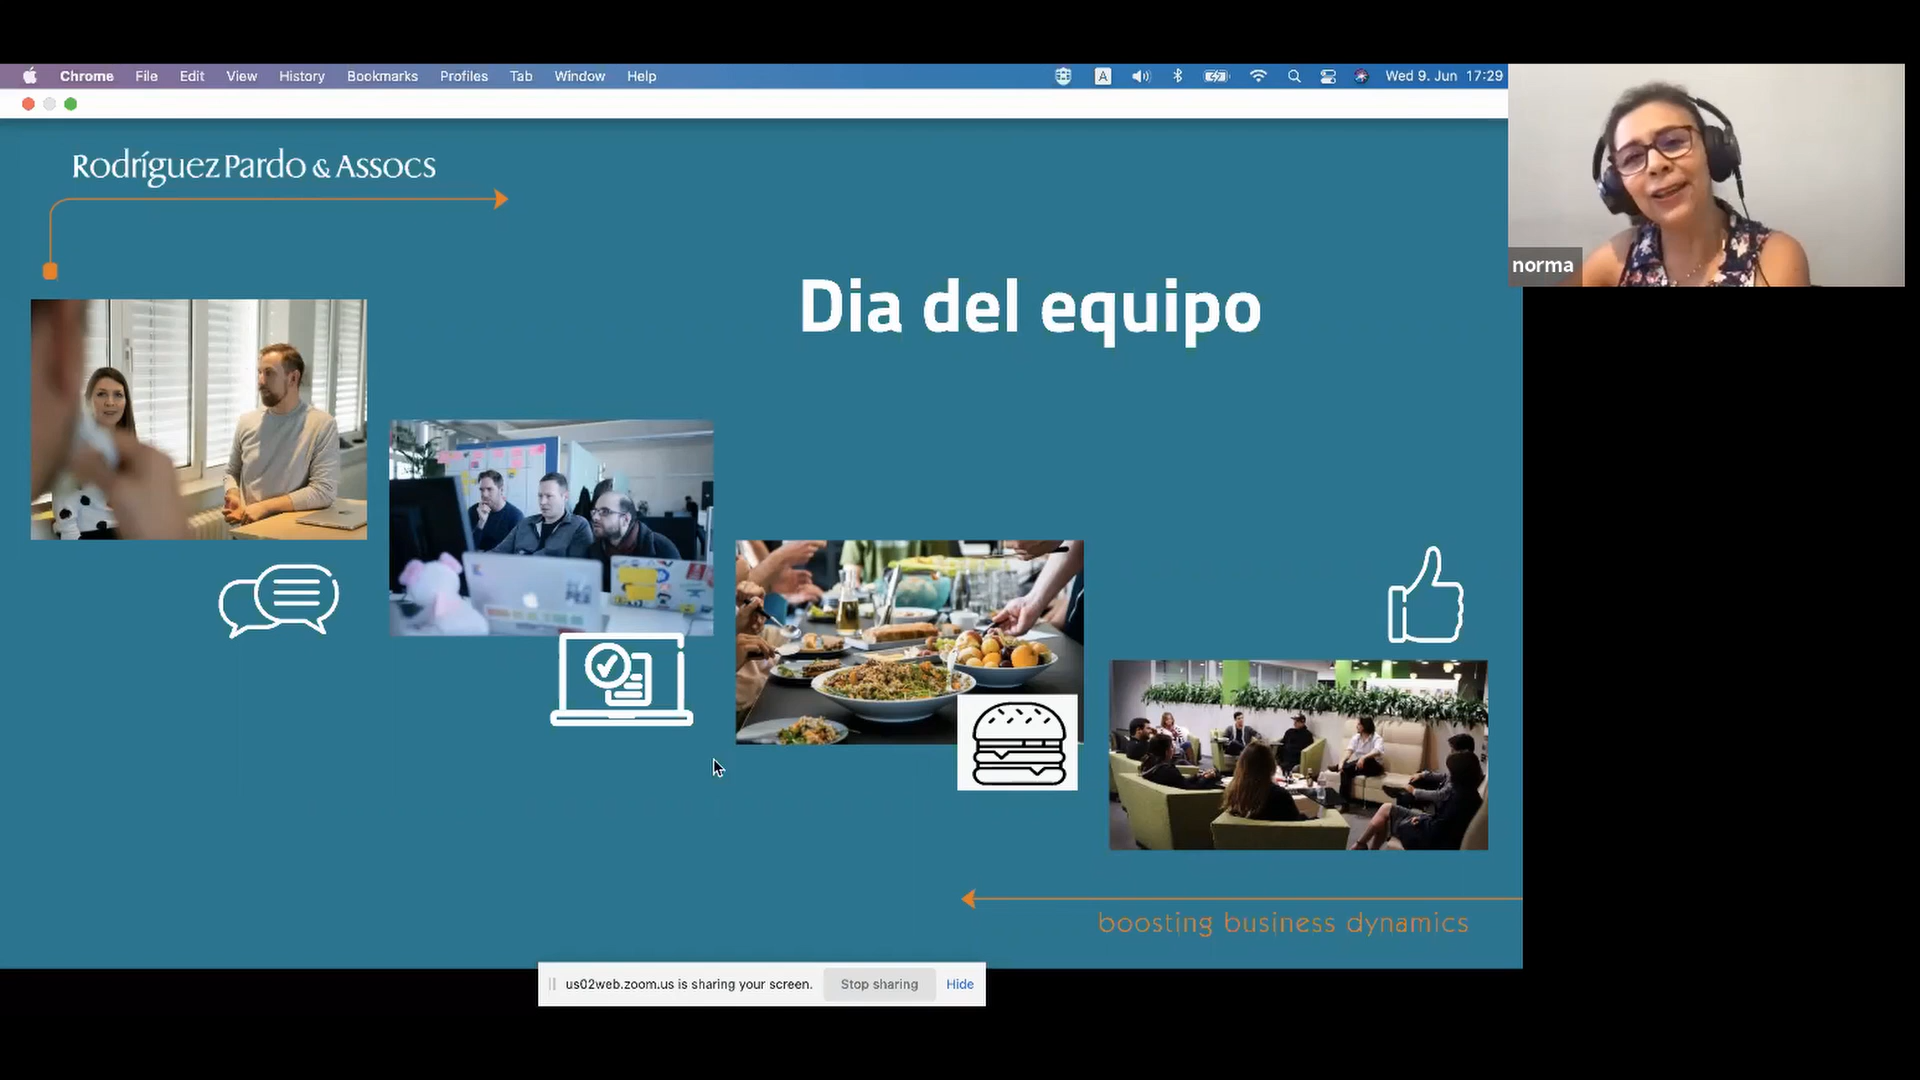 Chrome File Edit View History Bookmarks Profiles Tab Window Help A Wed 9. Jun 17:29
Rodríguez Pardo & Assocs
norma
Dia del equipo
boosting business dynamics
us02web.zoom.us is sharing your screen. Stop sharing Hide